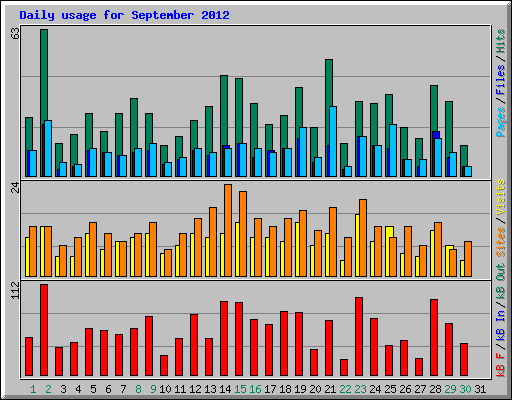 Daily usage for September 2012
63
Pages / Files / Hits
24
Sites / Visits
112
kB F / kB In / kB Out
1 2 3 4 5 6 7 8 9 10 11 12 13 14 15 16 17 18 19 20 21 22 23 24 25 26 27 28 29 30 31